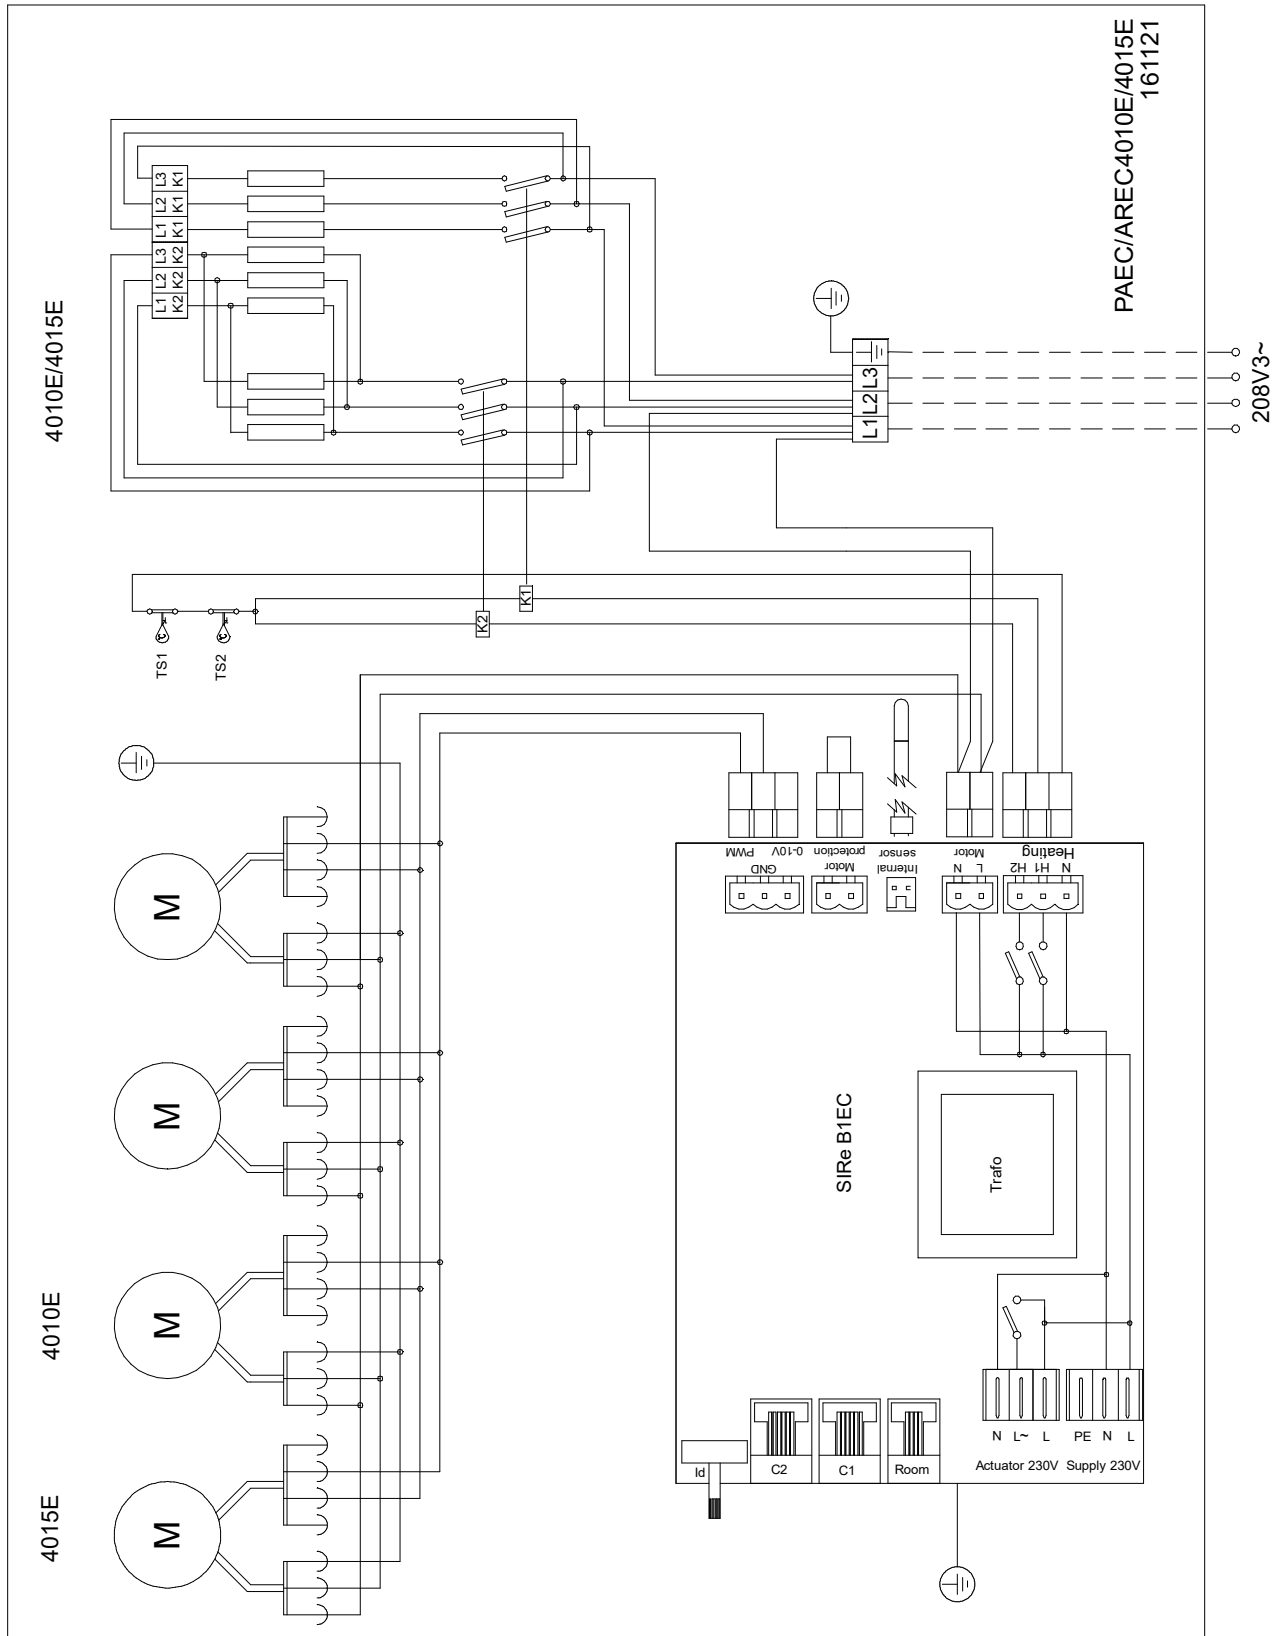 PAEC/AREC4010E/4015E
161121
4010E/4015E
L3 K1
L2 K1
L1 K1
L3 K2
L2 K2
L1 K2
L3
L2
L1
208V3~
K1
K2
TS1
TS2
°C
°C
M
M
M
M
4010E
4015E
PWM
0-10V
GND
Motor
protection
Internal
sensor
Motor
N
L
Heating
H2
H1
N
SIRe B1EC
Trafo
Id
C2
C1
Room
N
L~
L
PE
N
L
Actuator 230V
Supply 230V